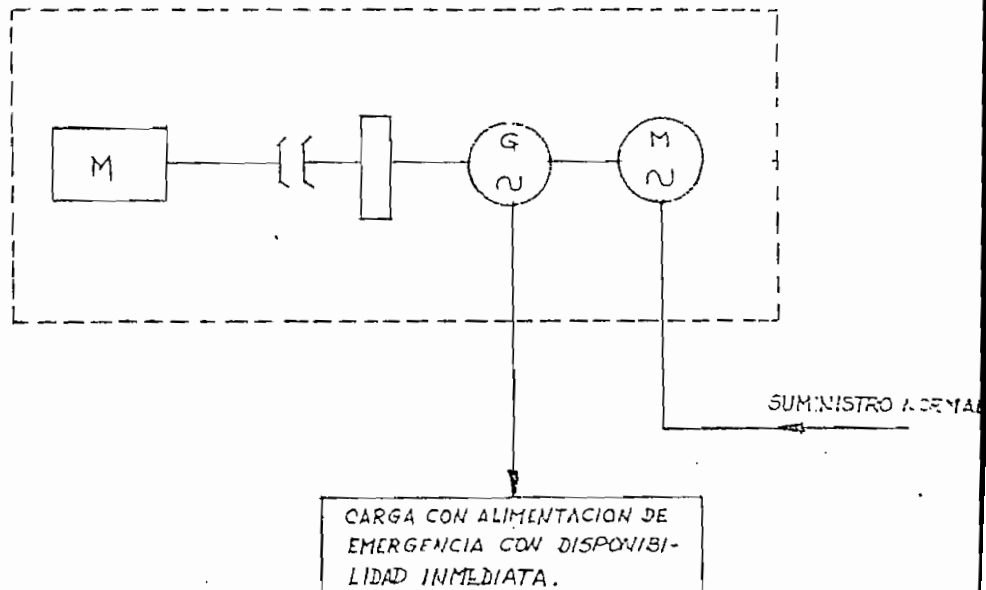 M
G
M
SUMINISTRO
CARGA CON ALIMENTACION DE
EMERGENCIA CON DISPONIBI-
LIDAD INMEDIATA.